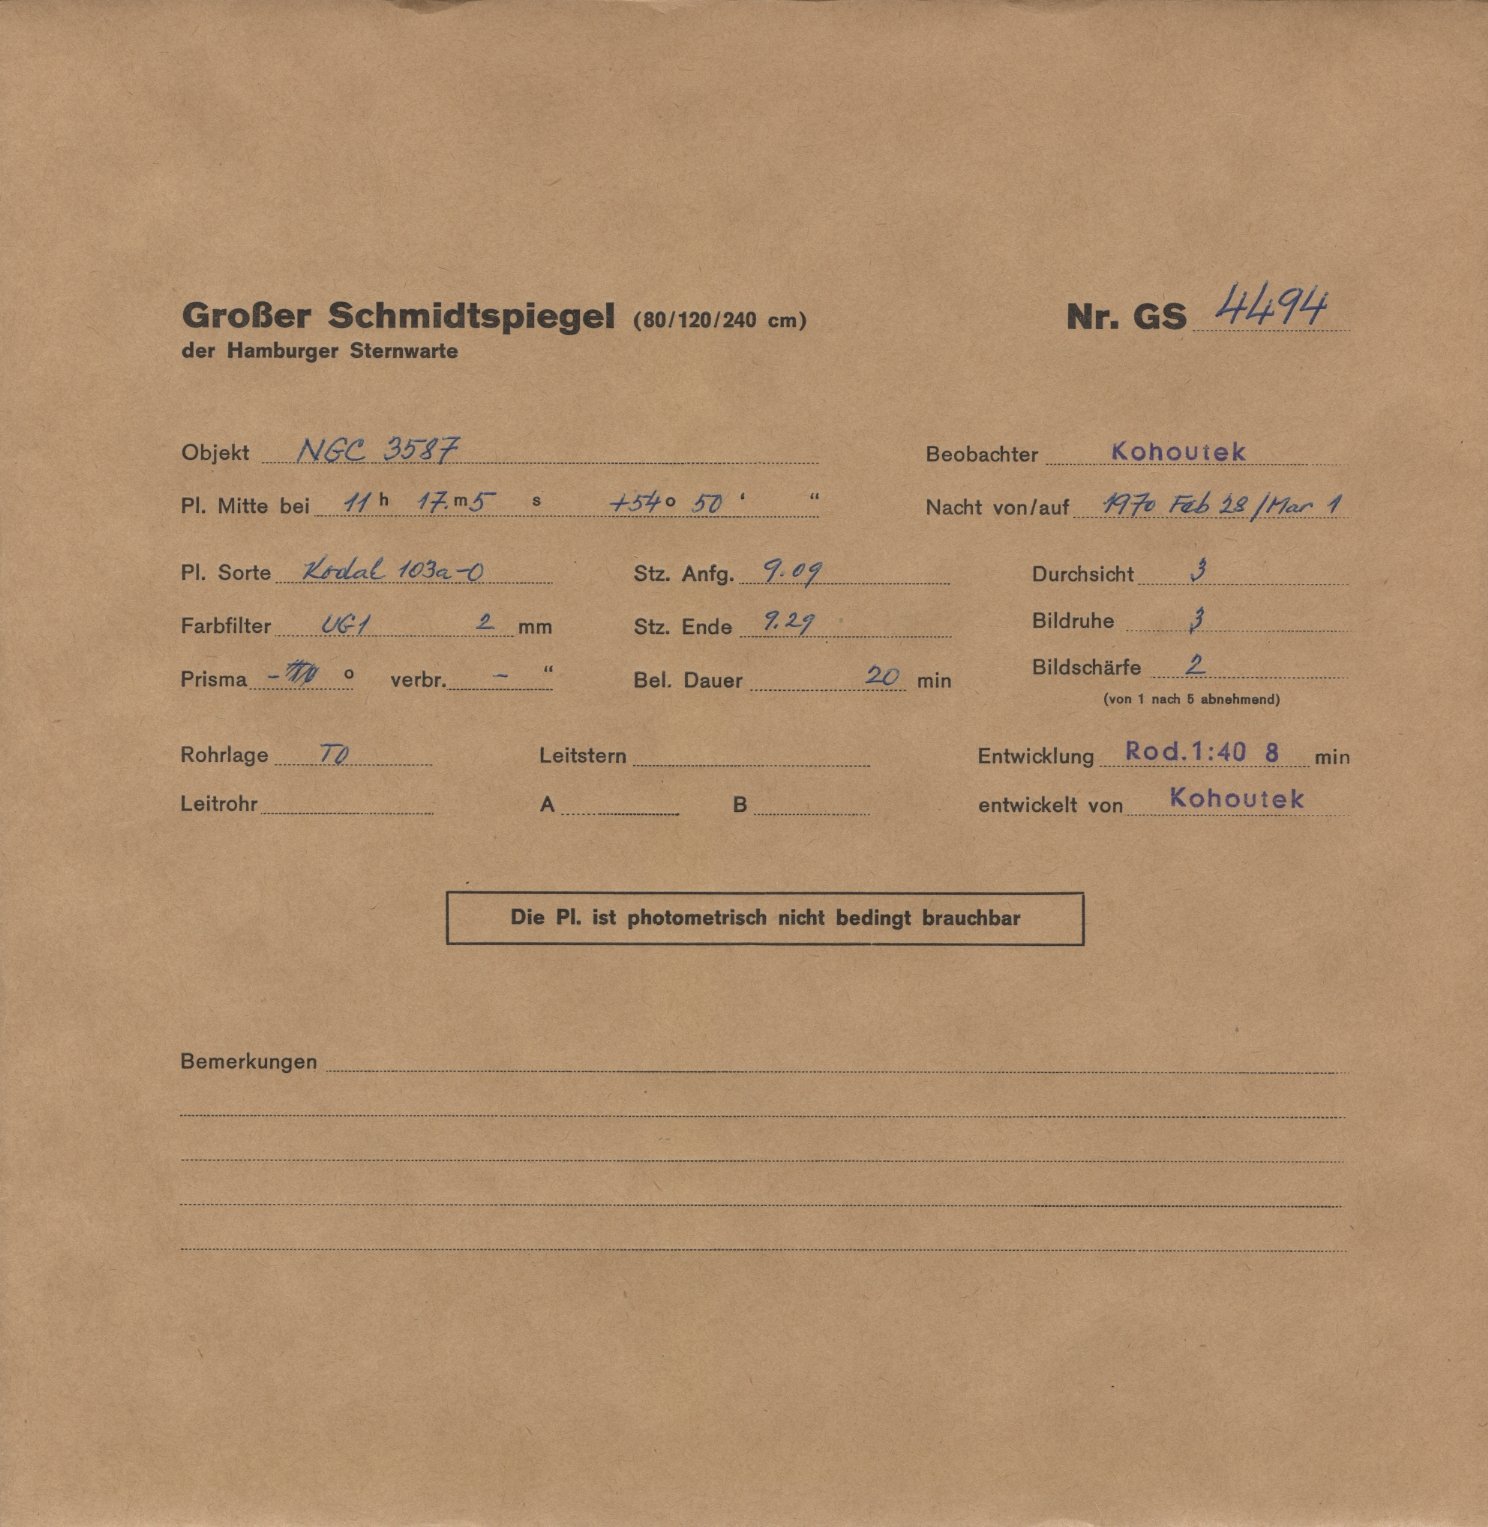 Großer Schmidtspiegel (80/120/240 cm) Nr. GS 4494
der Hamburger Sternwarte
Objekt NGC 3587 Beobachter Kohoutek
Pl. Mitte bei 11 h 17. m 5 s +54 o 50 ‘ “ Nacht von/auf 1970 Feb 28/Mar 1
Pl. Sorte Kodak 103a-O Stz. Anfg. 9.09 Durchsicht 3
Farbfilter UG1 2 mm Stz. Ende 9.29 Bildruhe 3
Prisma - o verbr. - “ Bel. Dauer 20 min Bildschärfe 2
(von 1 nach 5 abnehmend)
Rohrlage TO Leitstern Entwicklung Rod.1:40 8 min
Leitrohr A B entwickelt von Kohoutek
Die Pl. ist photometrisch nicht bedingt brauchbar
Bemerkungen